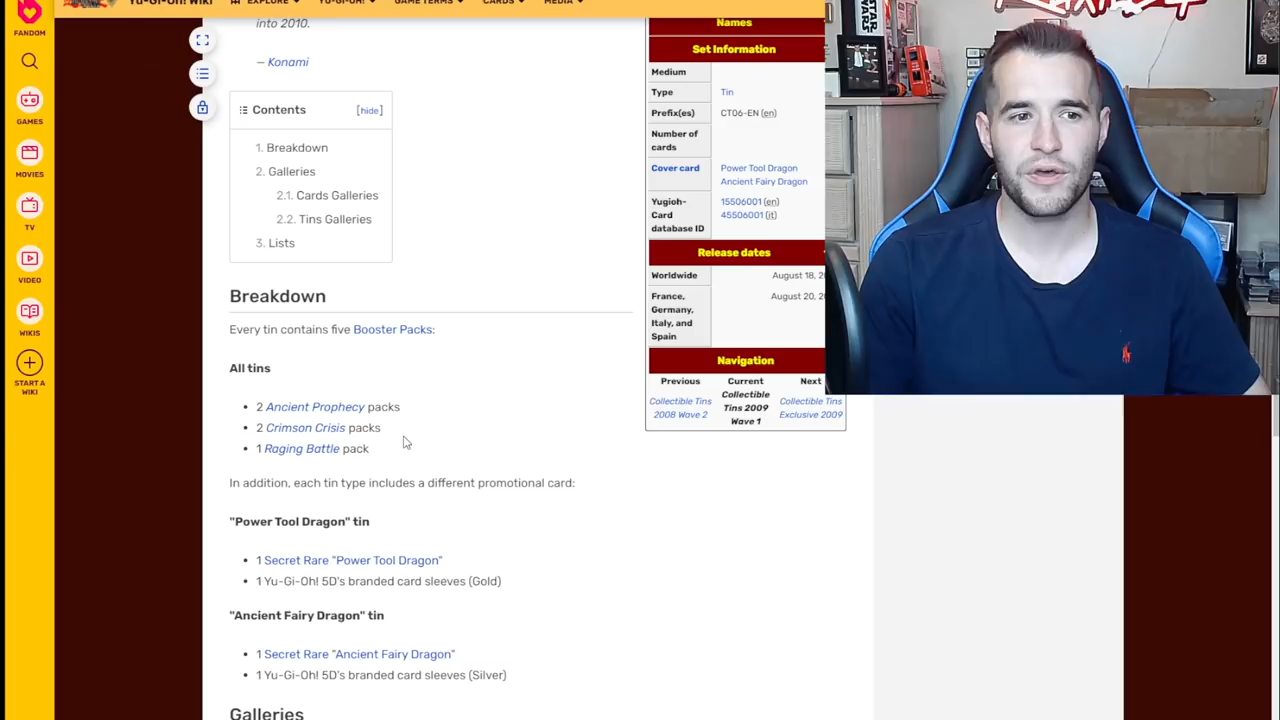 Yu-Gi-Oh! Wiki
EXPLORE
YU-GI-OH!
GAME TERMS
CARDS
MEDIA
FANDOM
GAMES
MOVIES
TV
VIDEO
WIKIS
START A
WIKI
into 2010.
— Konami
Contents [hide]
1. Breakdown
2. Galleries
2.1. Cards Galleries
2.2. Tins Galleries
3. Lists
Breakdown
Every tin contains five Booster Packs:
All tins
• 2 Ancient Prophecy packs
• 2 Crimson Crisis packs
• 1 Raging Battle pack
In addition, each tin type includes a different promotional card:
"Power Tool Dragon" tin
• 1 Secret Rare "Power Tool Dragon"
• 1 Yu-Gi-Oh! 5D's branded card sleeves (Gold)
"Ancient Fairy Dragon" tin
• 1 Secret Rare "Ancient Fairy Dragon"
• 1 Yu-Gi-Oh! 5D's branded card sleeves (Silver)
Galleries
Names
Set Information
Medium
Type Tin
Prefix(es) CT06-EN (en)
Number of
cards
Cover card Power Tool Dragon
Ancient Fairy Dragon
Yugioh-
Card
database ID
15506001 (en)
45506001 (it)
Release dates
Worldwide August 18, 2
France,
Germany,
Italy, and
Spain
August 20, 2
Navigation
Previous
Collectible Tins
2008 Wave 2
Current
Collectible
Tins 2009
Wave 1
Next
Collectible Tins
Exclusive 2009
STAR
WARS